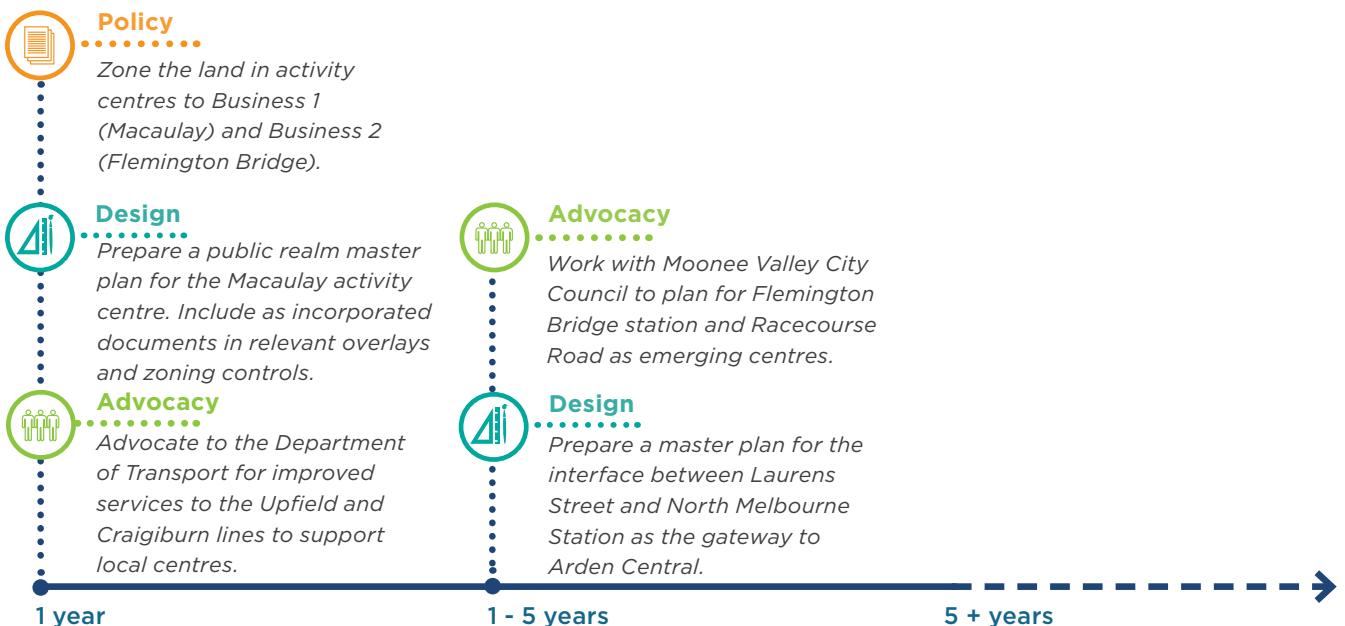 Policy
Zone the land in activity
centres to Business 1
(Macaulay) and Business 2
(Flemington Bridge).
Design
Prepare a public realm master
plan for the Macaulay activity
centre. Include as incorporated
documents in relevant overlays
and zoning controls.
Advocacy
Advocate to the Department
of Transport for improved
services to the Upfield and
Craigiburn lines to support
local centres.
Advocacy
Work with Moonee Valley City
Council to plan for Flemington
Bridge station and Racecourse
Road as emerging centres.
Design
Prepare a master plan for the
interface between Laurens
Street and North Melbourne
Station as the gateway to
Arden Central.
1 year
1 - 5 years
5 + years